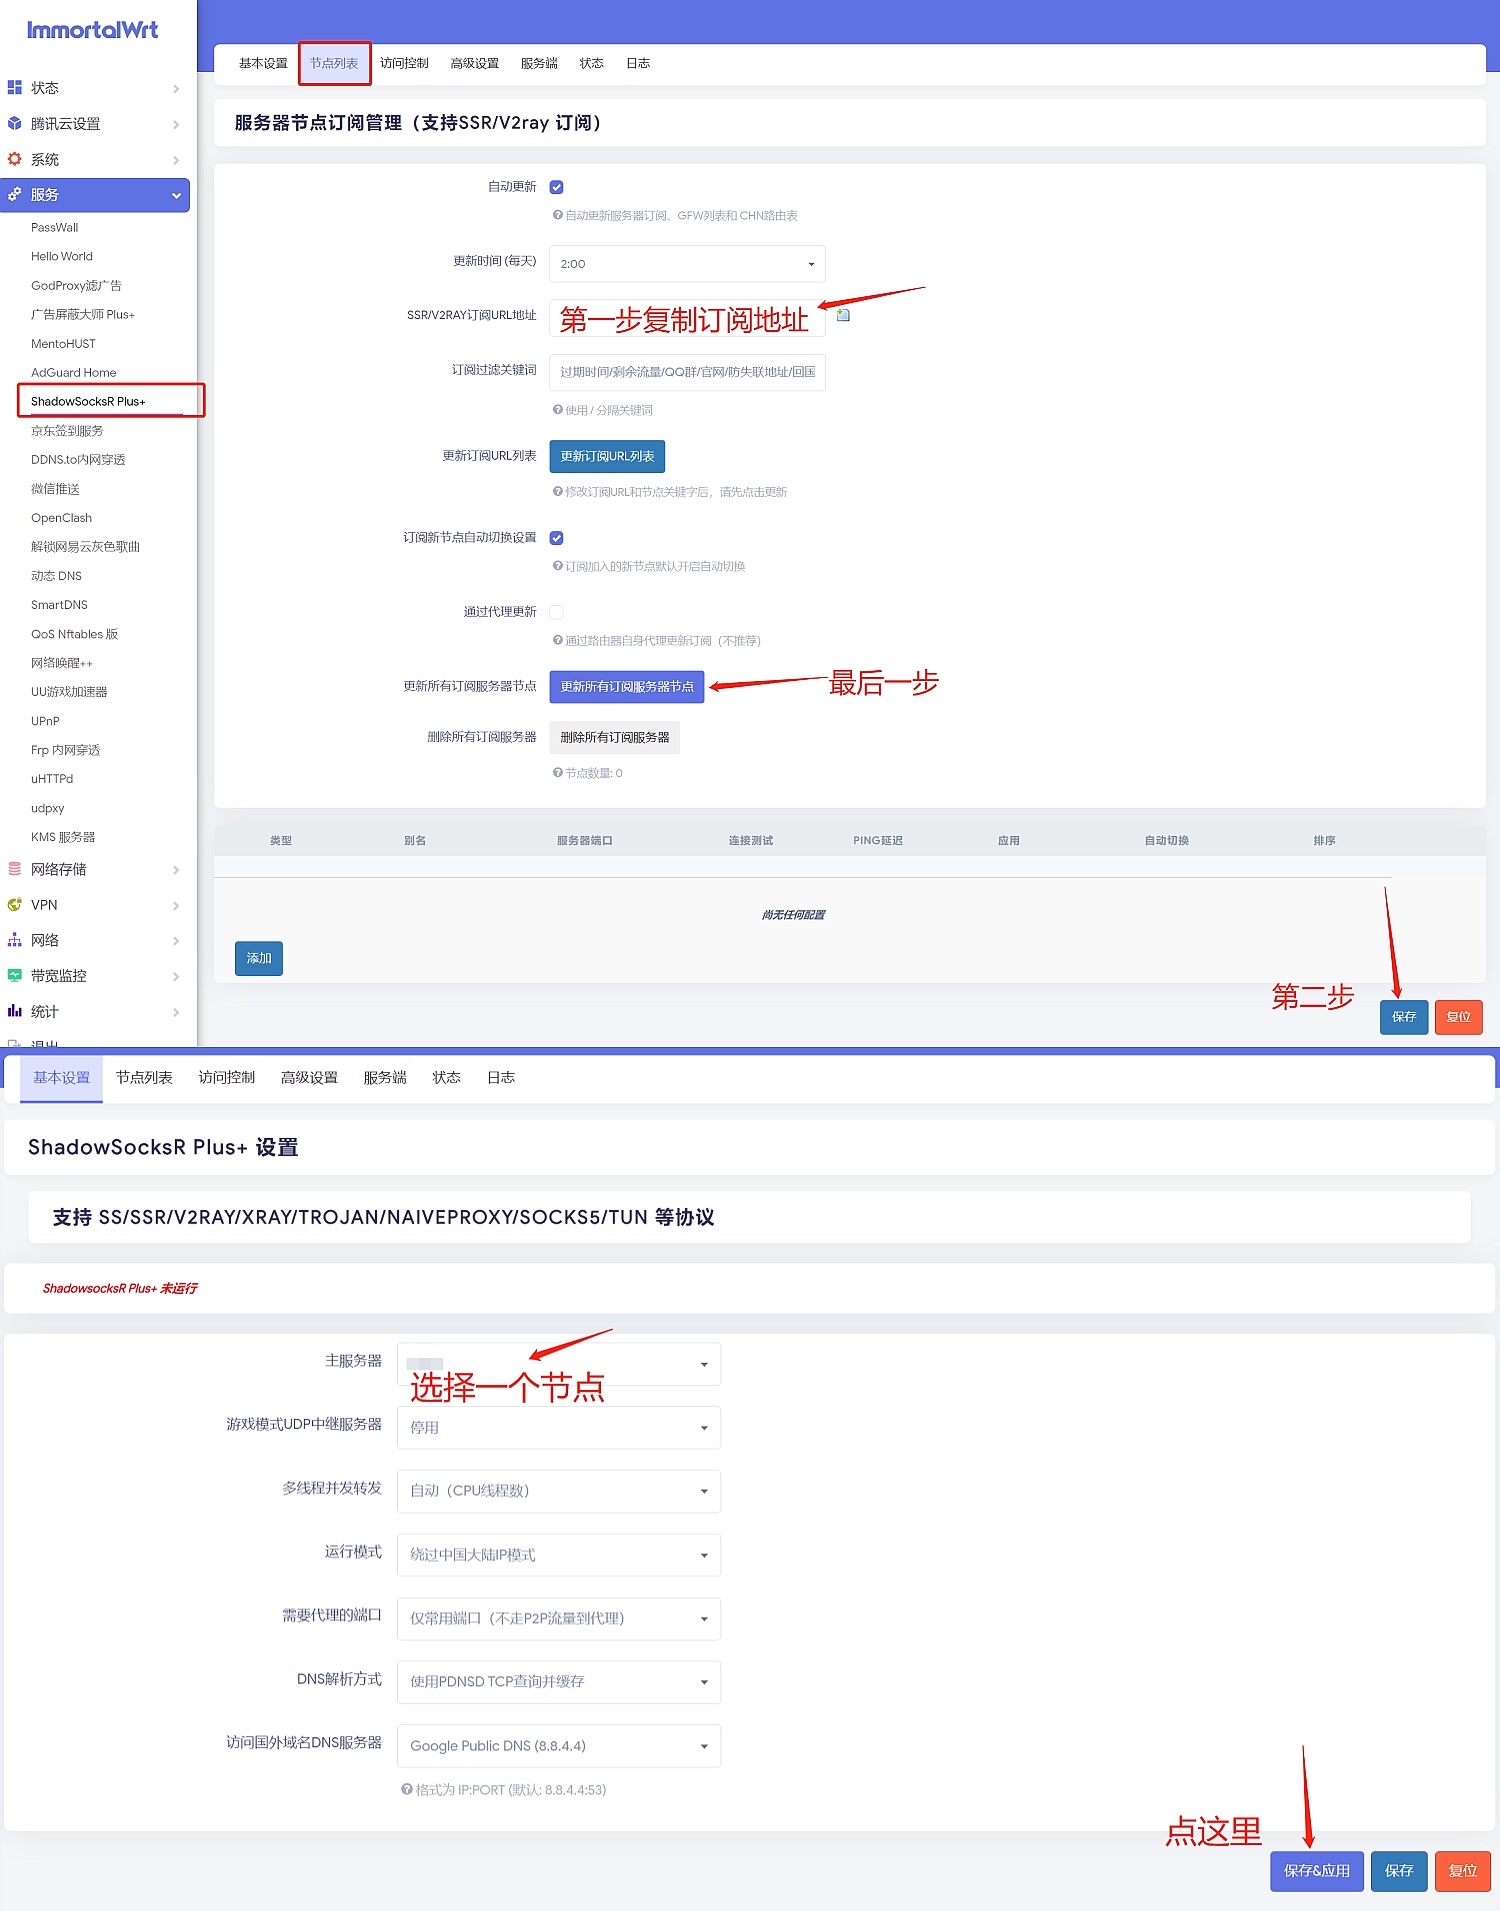 ImmortalWrt
状态
腾讯云设置
系统
服务
PassWall
Hello World
GodProxy滤广告
广告屏蔽大师 Plus+
MentoHUST
AdGuard Home
ShadowSocksR Plus+
京东签到服务
DDNS.to内网穿透
微信推送
OpenClash
解锁网易云灰色歌曲
动态 DNS
SmartDNS
QoS Nftables 版
网络唤醒++
UU游戏加速器
UPnP
Frp 内网穿透
uHTTPd
udpxy
KMS 服务器
网络存储
VPN
网络
带宽监控
统计
退出
基本设置 节点列表 访问控制 高级设置 服务端 状态 日志
服务器节点订阅管理（支持SSR/V2ray 订阅）
自动更新
自动更新服务器订阅、GFW列表和 CHN路由表
更新时间 (每天) 2:00
SSR/V2RAY订阅URL地址 第一步复制订阅地址
订阅过滤关键词 过期时间/剩余流量/QQ群/官网/防失联地址/回国
使用 / 分隔关键词
更新订阅URL列表 更新订阅URL列表
修改订阅URL和节点关键字后，请先点击更新
订阅新节点自动切换设置
订阅加入的新节点默认开启自动切换
通过代理更新
通过路由器自身代理更新订阅（不推荐）
更新所有订阅服务器节点 更新所有订阅服务器节点 最后一步
删除所有订阅服务器 删除所有订阅服务器
节点数量: 0
类型 别名 服务器端口 连接测试 PING延迟 应用 自动切换 排序
尚无任何配置
添加
第二步 保存 复位
基本设置 节点列表 访问控制 高级设置 服务端 状态 日志
ShadowSocksR Plus+ 设置
支持 SS/SSR/V2RAY/XRAY/TROJAN/NAIVEPROXY/SOCKS5/TUN 等协议
ShadowsocksR Plus+ 未运行
主服务器 选择一个节点
游戏模式UDP中继服务器 停用
多线程并发转发 自动（CPU线程数）
运行模式 绕过中国大陆IP模式
需要代理的端口 仅常用端口（不走P2P流量到代理）
DNS解析方式 使用PDNSD TCP查询并缓存
访问国外域名DNS服务器 Google Public DNS (8.8.4.4)
格式为 IP:PORT (默认: 8.8.4.4:53)
点这里
保存&应用 保存 复位